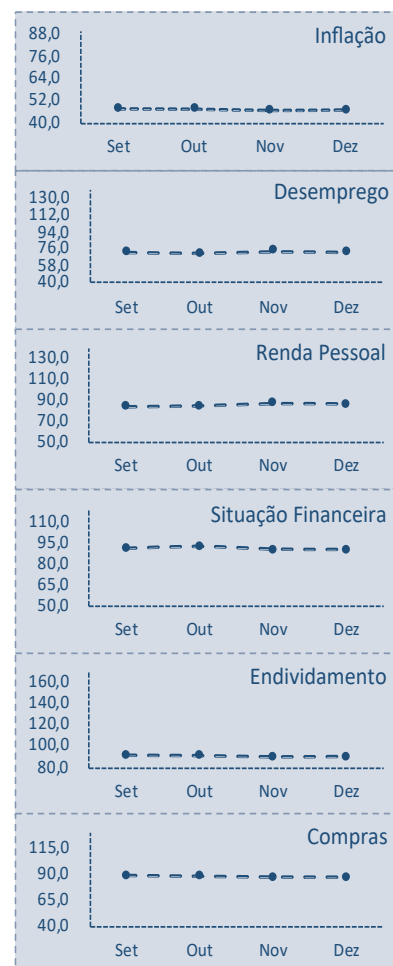 Inflação
88,0
76,0
64,0
52,0
40,0
Set Out Nov Dez
Desemprego
130,0
112,0
94,0
76,0
58,0
40,0
Set Out Nov Dez
Renda Pessoal
130,0
110,0
90,0
70,0
50,0
Set Out Nov Dez
Situação Financeira
110,0
95,0
80,0
65,0
50,0
Set Out Nov Dez
Endividamento
160,0
140,0
120,0
100,0
80,0
Set Out Nov Dez
Compras
115,0
90,0
65,0
40,0
Set Out Nov Dez